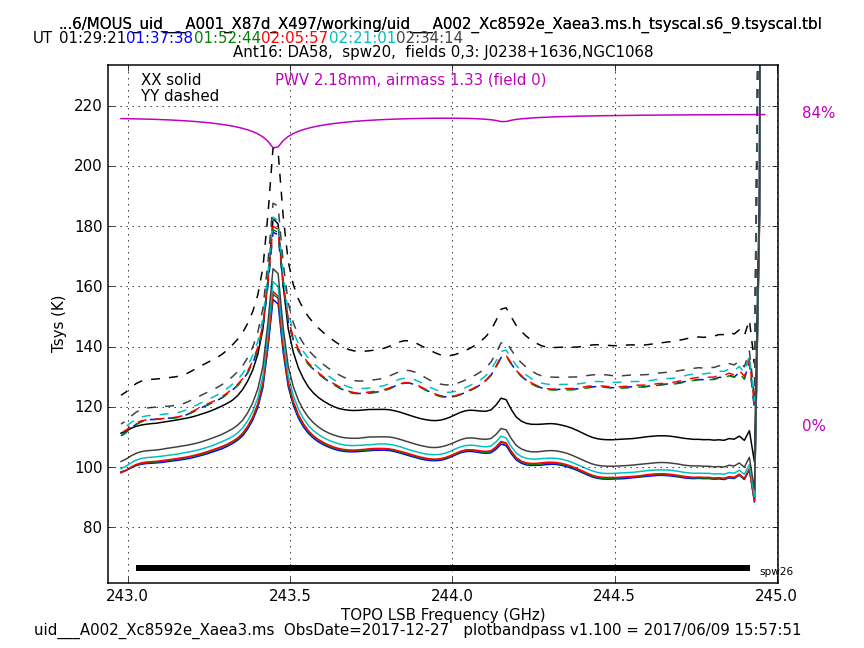 ...6/MOUS_uid___A001_X87d_X497/working/uid___A002_Xc8592e_Xaea3.ms.h_tsyscal.s6_9.tsyscal.tbl
UT 01:29:21 01:37:38 01:52:44 02:05:57 02:21:01 02:34:14
Ant16: DA58, spw20, fields 0,3: J0238+1636,NGC1068
XX solid
PWV 2.18mm, airmass 1.33 (field 0)
YY dashed
220
200
180
160
140
120
100
80
Tsys (K)
84%
0%
spw26
243.0 243.5 244.0 244.5 245.0
TOPO LSB Frequency (GHz)
uid___A002_Xc8592e_Xaea3.ms ObsDate=2017-12-27 plotbandpass v1.100 = 2017/06/09 15:57:51